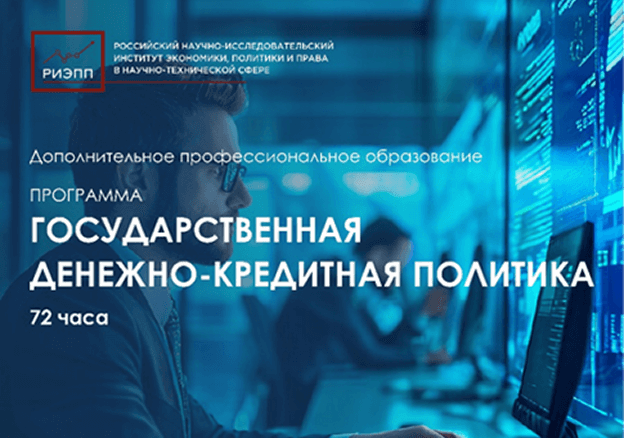 РИЭПП
РОССИЙСКИЙ НАУЧНО-ИССЛЕДОВАТЕЛЬСКИЙ
ИНСТИТУТ ЭКОНОМИКИ, ПОЛИТИКИ И ПРАВА
В НАУЧНО-ТЕХНИЧЕСКОЙ СФЕРЕ
Дополнительное профессиональное образование
ПРОГРАММА
ГОСУДАРСТВЕННАЯ
ДЕНЕЖНО-КРЕДИТНАЯ ПОЛИТИКА
72 часа